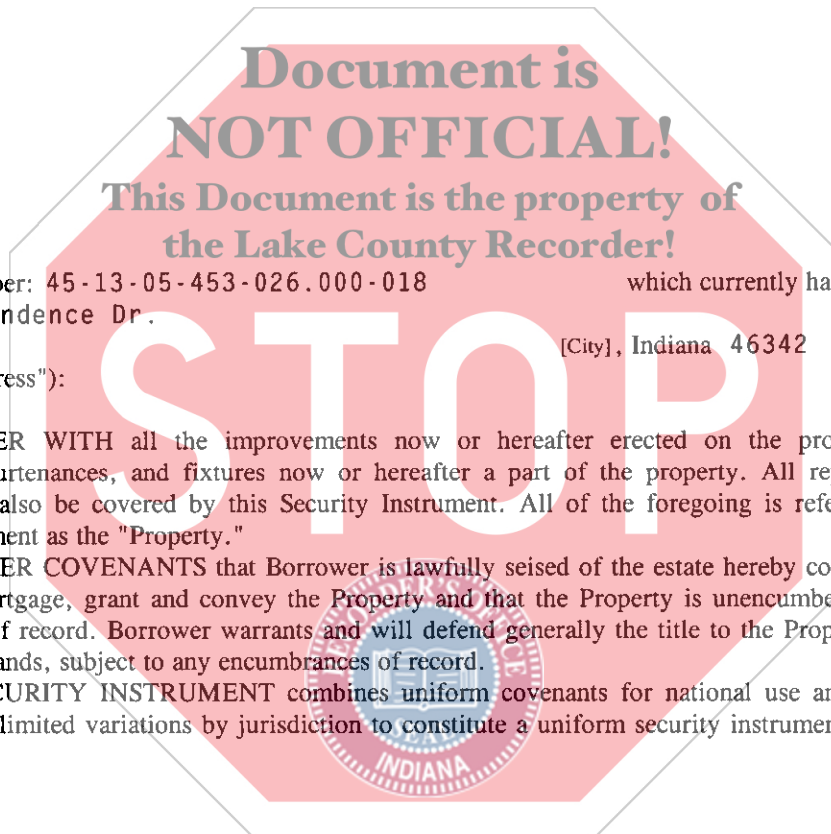 Document is
NOT OFFICIAL!
This Document is the property of
the Lake County Recorder!
er: 45-13-05-453-026.000-018 which currently ha
ndence Dr.
[City], Indiana 46342
ress"):
STOP
ER WITH all the improvements now or hereafter erected on the pro
urtenances, and fixtures now or hereafter a part of the property. All re
also be covered by this Security Instrument. All of the foregoing is refe
ent as the "Property."
ER COVENANTS that Borrower is lawfully seised of the estate hereby co
rtgage, grant and convey the Property and that the Property is unencumbe
f record. Borrower warrants and will defend generally the title to the Prop
ands, subject to any encumbrances of record.
CURITY INSTRUMENT combines uniform covenants for national use an
limited variations by jurisdiction to constitute a uniform security instrumen
RECORDER'S OFFICE
SEAL
INDIANA